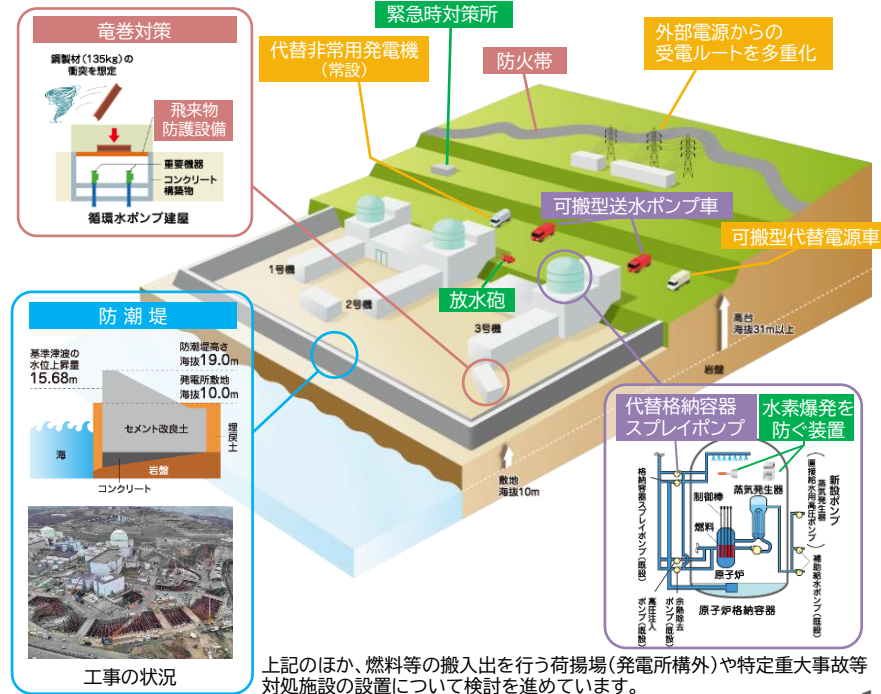 竜巻対策
鋼製材(135kg)の
衝突を想定
飛来物
防護設備
重要機器
コンクリート
構築物
循環水ポンプ建屋
緊急時対策所
代替非常用発電機
(常設)
防火帯
外部電源からの
受電ルートを多重化
可搬型送水ポンプ車
可搬型代替電源車
放水砲
1号機
2号機
3号機
高台
海抜31m以上
岩盤
敷地
海抜10m
防潮堤
基準津波の
水位上昇量
15.68m
防潮堤高さ
海抜19.0m
発電所敷地
海抜10.0m
セメント改良土
埋戻土
海
岩盤
コンクリート
工事の状況
代替格納容器
スプレイポンプ
水素爆発を
防ぐ装置
格納容器スプレイポンプ(既設)
制御棒
蒸気発生器
燃料
原子炉
原子炉格納容器
新設ポンプ
蒸気発生器
直接給水用高圧ポンプ
補助給水ポンプ(既設)
高圧注入
ポンプ(既設)
余熱除去
ポンプ(既設)
上記のほか、燃料等の搬入出を行う荷揚場(発電所構外)や特定重大事故等
対処施設の設置について検討を進めています。